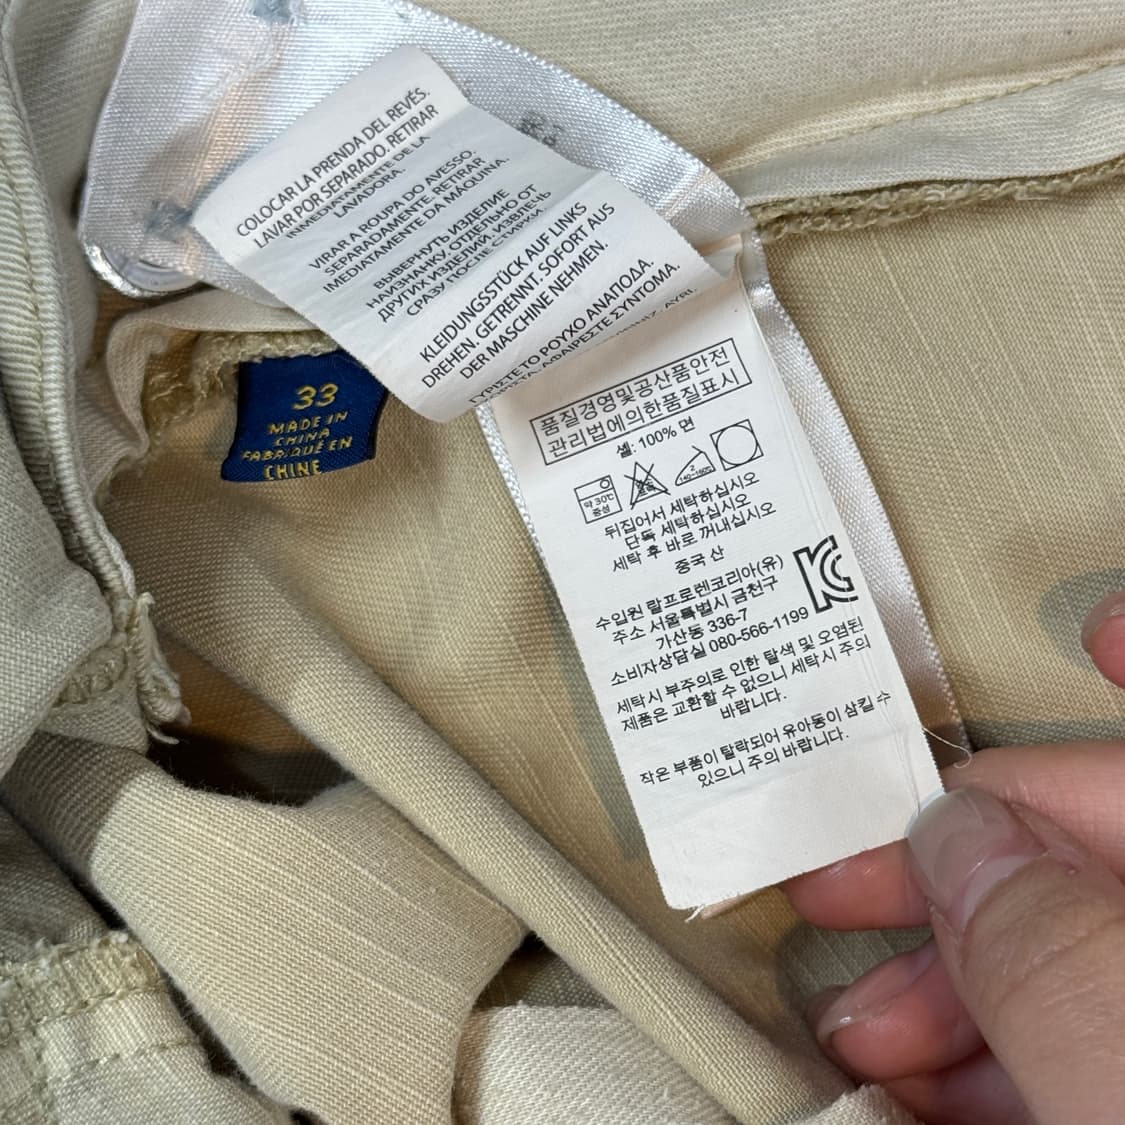 COLOCAR LA PRENDA DEL REVÉS.
LAVAR POR SEPARADO. RETIRAR
INMEDIATAMENTE DE LA
LAVADORA.
VIRAR A ROUPA DO AVESSO.
SEPARADAMENTE. RETIRAR
IMEDIATAMENTE DA MÁQUINA.
ВЫВЕРНУТЬ ИЗДЕЛИЕ
НАИЗНАНКУ. ОТДЕЛЬНО ОТ
ДРУГИХ ИЗДЕЛИЙ. ИЗВЛЕЧЬ
СРАЗУ ПОСЛЕ СТИРКИ.
KLEIDUNGSSTÜCK AUF LINKS
DREHEN. GETRENNT. SOFORT AUS
DER MASCHINE NEHMEN.
ΓΥΡΙΣΤΕ ΤΟ ΡΟΥΧΟ ΑΝΑΠΟΔΑ.
ΑΦΑΙΡΕΣΤΕ ΣΥΝΤΟΜΑ.
AYRI.
33
MADE IN
CHINA
FABRIQUÉ EN
CHINE
품질경영및공산품안전
관리법에의한품질표시
쉘: 100% 면
약 30℃
중성
2
140~160℃
뒤집어서 세탁하십시오
단독 세탁하십시오
세탁 후 바로 꺼내십시오
중국 산
수입원 랄프로렌코리아(유)
주소 서울특별시 금천구
가산동 336-7
소비자상담실 080-566-1199
세탁시 부주의로 인한 탈색 및 오염된
제품은 교환할 수 없으니 세탁시 주의
바랍니다.
작은 부품이 탈락되어 유아동이 삼킬 수
있으니 주의 바랍니다.